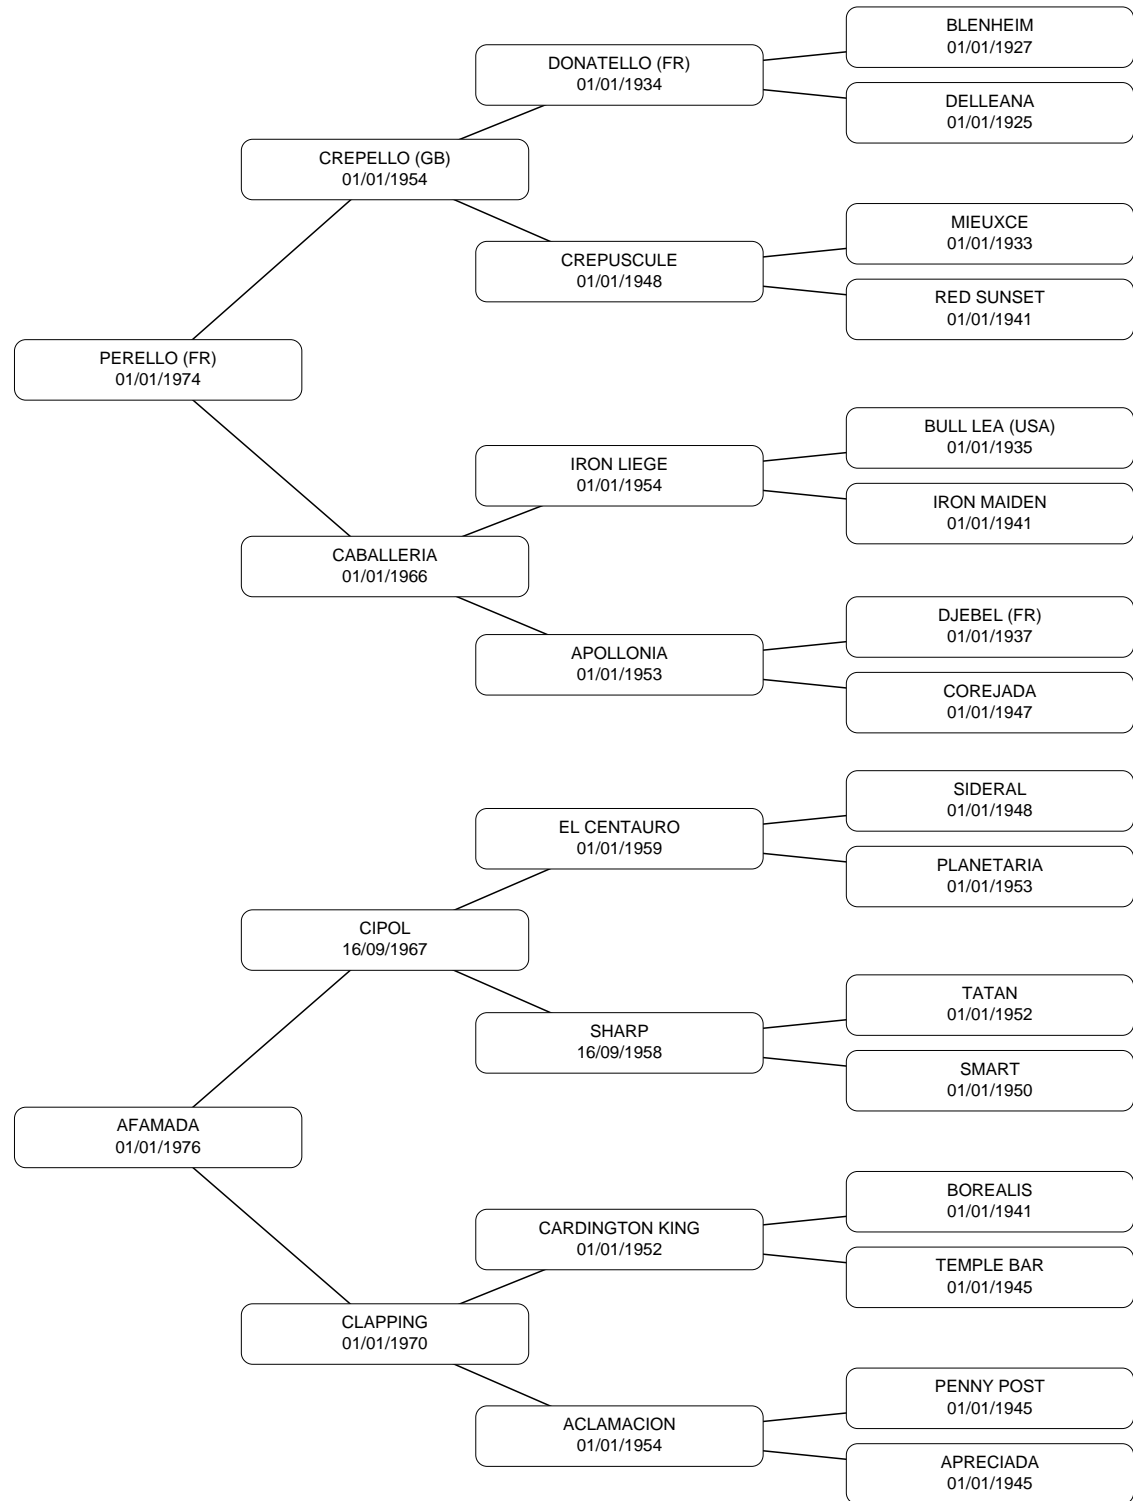 BLENHEIM
01/01/1927
DONATELLO (FR)
01/01/1934
DELLEANA
01/01/1925
CREPELLO (GB)
01/01/1954
MIEUXCE
01/01/1933
CREPUSCULE
01/01/1948
RED SUNSET
01/01/1941
PERELLO (FR)
01/01/1974
BULL LEA (USA)
01/01/1935
IRON LIEGE
01/01/1954
IRON MAIDEN
01/01/1941
CABALLERIA
01/01/1966
DJEBEL (FR)
01/01/1937
APOLLONIA
01/01/1953
COREJADA
01/01/1947
SIDERAL
01/01/1948
EL CENTAURO
01/01/1959
PLANETARIA
01/01/1953
CIPOL
16/09/1967
TATAN
01/01/1952
SHARP
16/09/1958
SMART
01/01/1950
AFAMADA
01/01/1976
BOREALIS
01/01/1941
CARDINGTON KING
01/01/1952
TEMPLE BAR
01/01/1945
CLAPPING
01/01/1970
PENNY POST
01/01/1945
ACLAMACION
01/01/1954
APRECIADA
01/01/1945